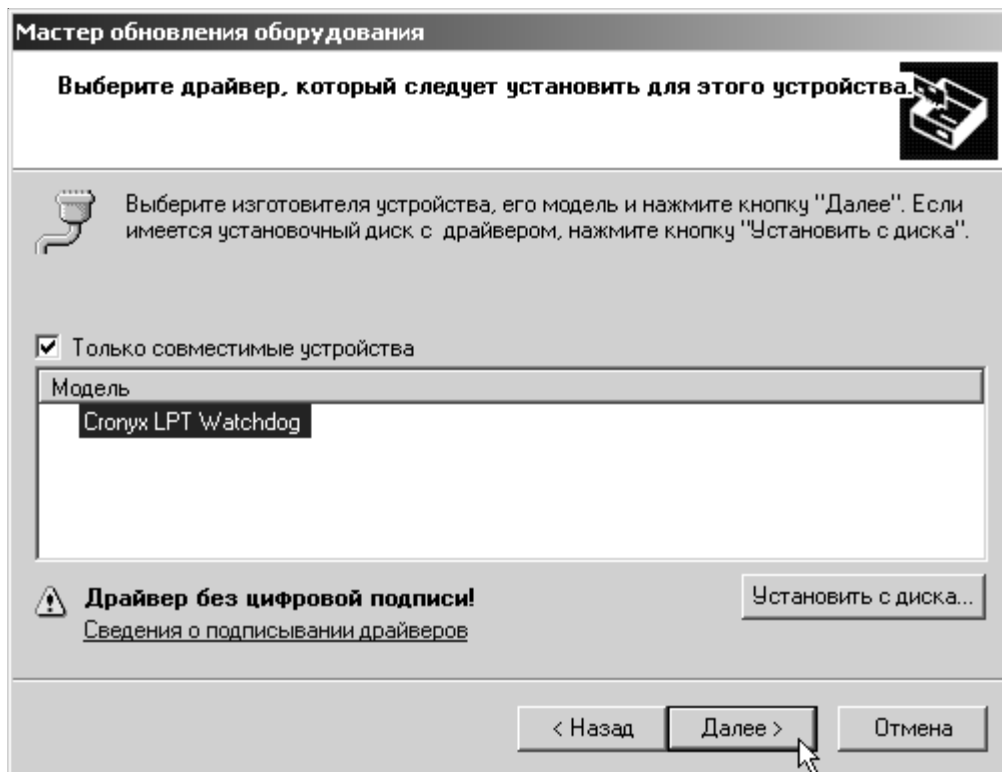 Мастер обновления оборудования
Выберите драйвер, который следует установить для этого устройства.
Выберите изготовителя устройства, его модель и нажмите кнопку "Далее". Если
имеется установочный диск с драйвером, нажмите кнопку "Установить с диска".
Только совместимые устройства
Модель
Cronyx LPT Watchdog
Драйвер без цифровой подписи!
Установить с диска...
Сведения о подписывании драйверов
< Назад
Далее >
Отмена